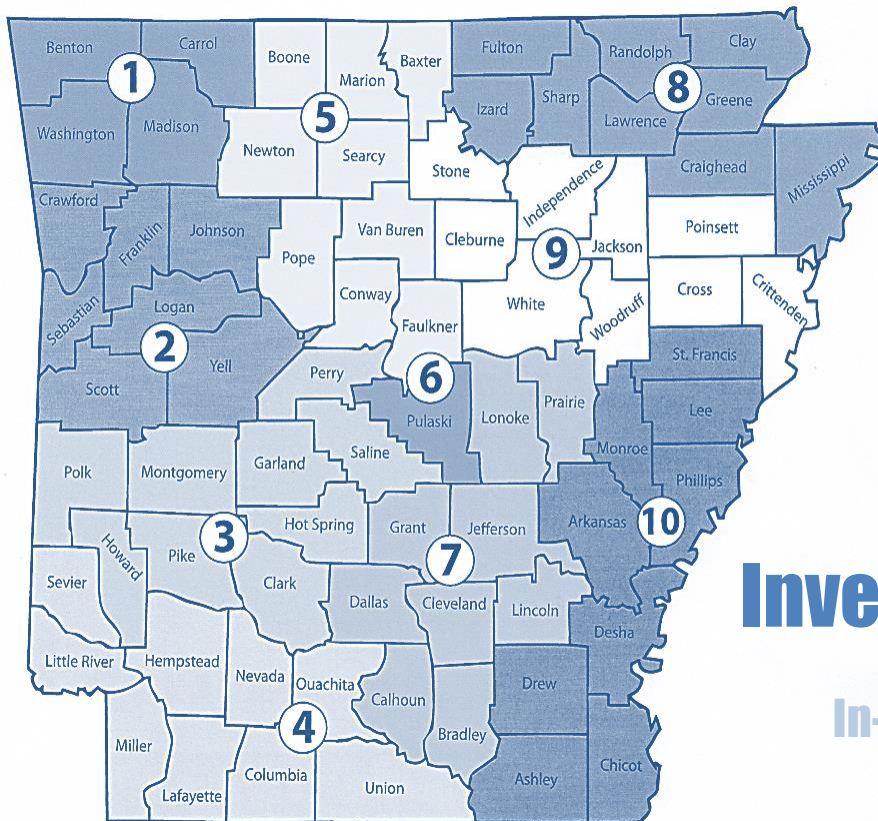 Benton
Carrol
Boone
Marion
Baxter
Fulton
Randolph
Clay
1
5
8
Izard
Sharp
Lawrence
Greene
Washington
Madison
Newton
Searcy
Stone
Independence
Craighead
Mississippi
Crawford
Franklin
Johnson
Pope
Van Buren
Cleburne
9
Jackson
Poinsett
Sebastian
Logan
Conway
Faulkner
White
Woodruff
Cross
Crittenden
2
Scott
Yell
Perry
6
Pulaski
Lonoke
Prairie
St. Francis
Lee
Monroe
Phillips
Polk
Montgomery
Garland
Saline
3
Hot Spring
Grant
Jefferson
Arkansas
10
Howard
Pike
7
Sevier
Clark
Dallas
Cleveland
Lincoln
Desha
Inve
Little River
Hempstead
Nevada
Ouachita
Calhoun
Drew
4
Bradley
In-
Miller
Lafayette
Columbia
Union
Ashley
Chicot